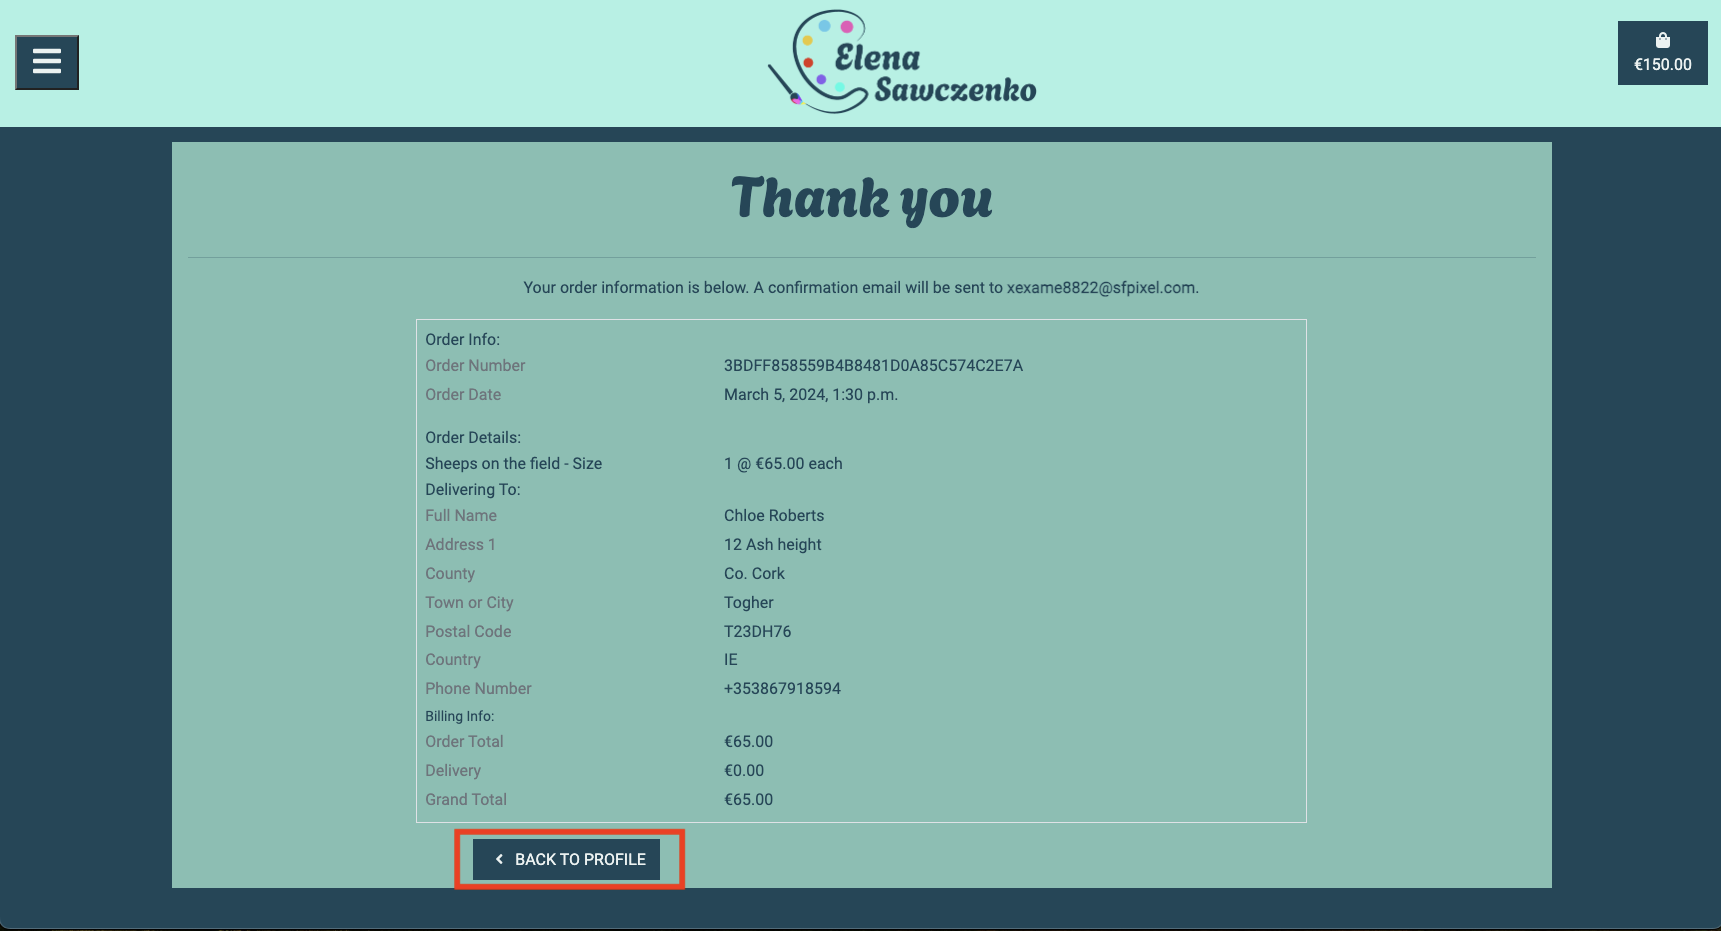 Elena
Sawczenko
€150.00
Thank you
Your order information is below. A confirmation email will be sent to xexame8822@sfpixel.com.
Order Info:
Order Number 3BDFF858559B4B8481D0A85C574C2E7A
Order Date March 5, 2024, 1:30 p.m.
Order Details:
Sheeps on the field - Size 1 @ €65.00 each
Delivering To:
Full Name Chloe Roberts
Address 1 12 Ash height
County Co. Cork
Town or City Togher
Postal Code T23DH76
Country IE
Phone Number +353867918594
Billing Info:
Order Total €65.00
Delivery €0.00
Grand Total €65.00
BACK TO PROFILE